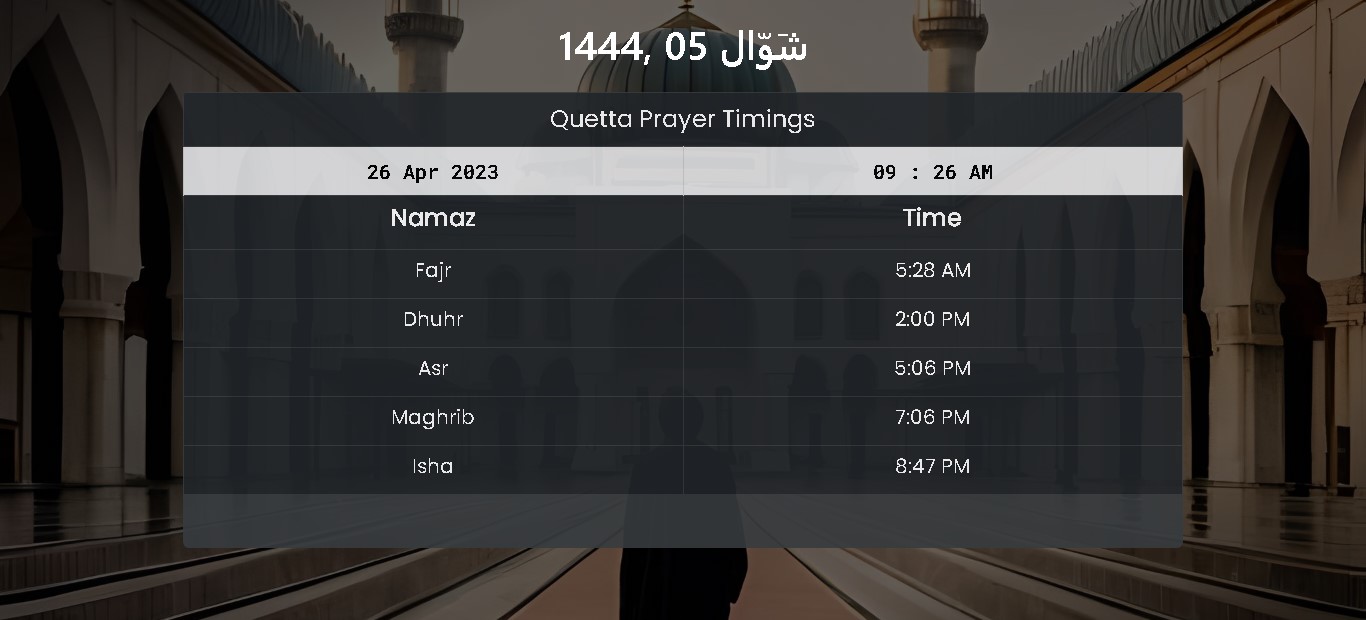 شَوّال 05 ,1444
Quetta Prayer Timings
26 Apr 2023 09 : 26 AM
Namaz Time
Fajr 5:28 AM
Dhuhr 2:00 PM
Asr 5:06 PM
Maghrib 7:06 PM
Isha 8:47 PM